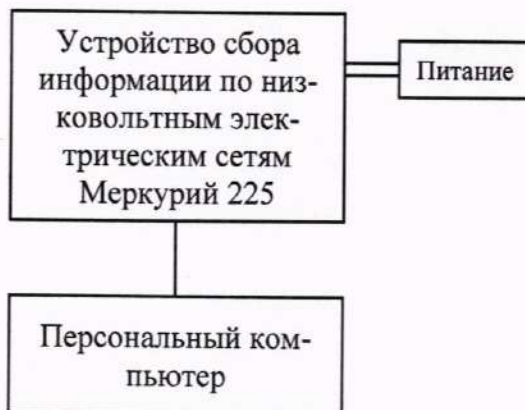 Устройство сбора
информации по низ-
ковольтным элек-
трическим сетям
Меркурий 225
Питание
Персональный ком-
пьютер